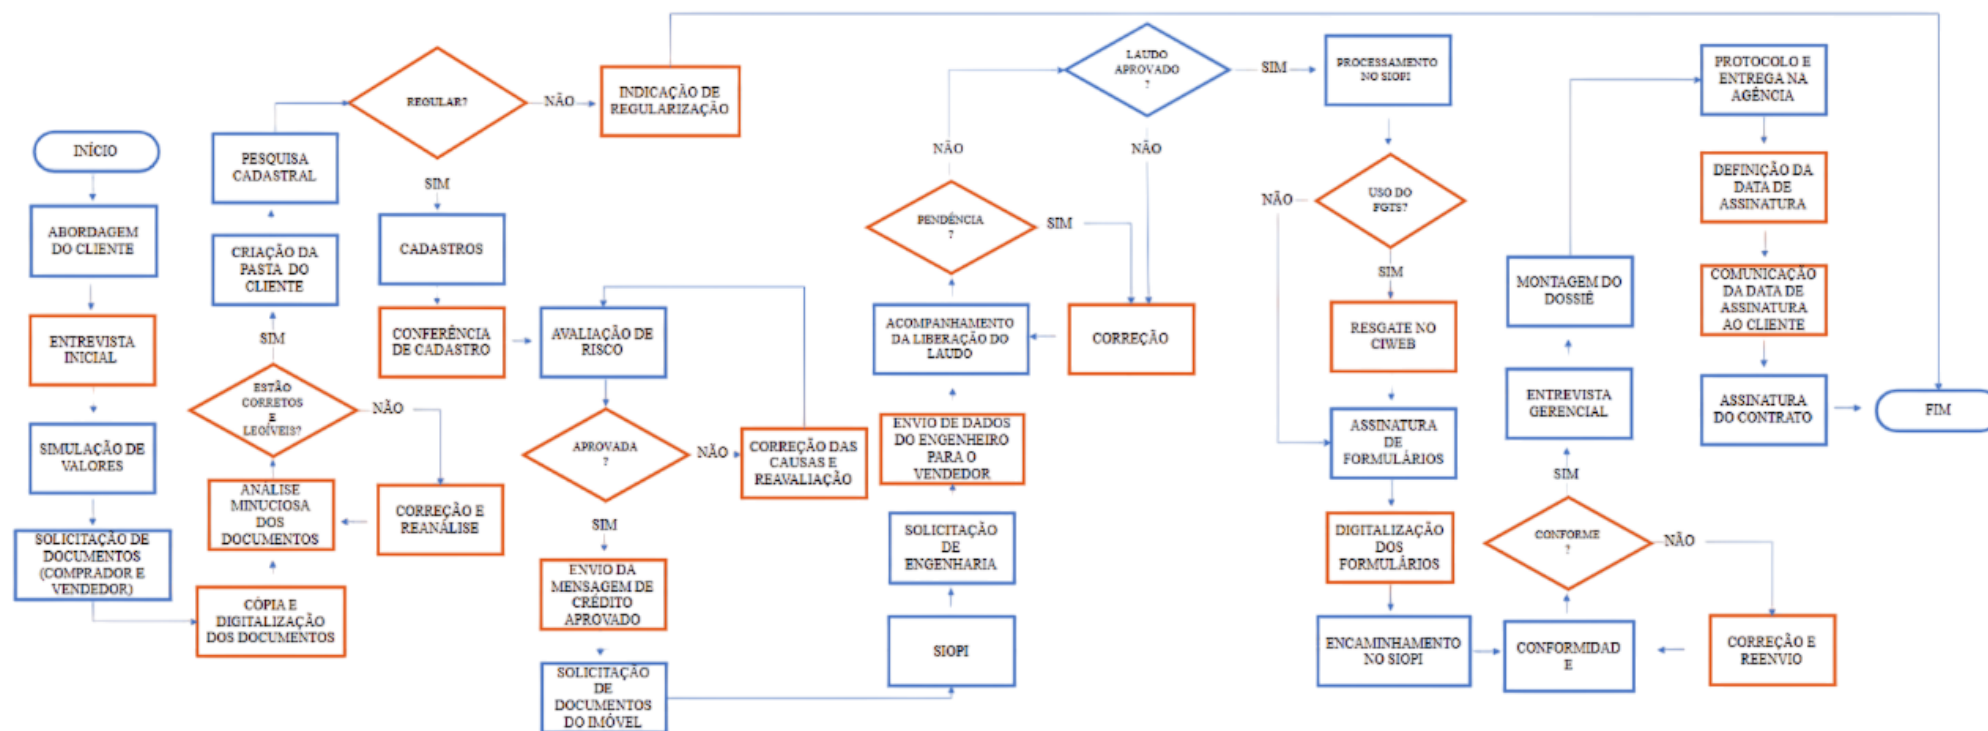 INÍCIO
ABORDAGEM
DO CLIENTE
ENTREVISTA
INICIAL
SIMULAÇÃO DE
VALORES
SOLICITAÇÃO DE
DOCUMENTOS
(COMPRADOR E
VENDEDOR)
CÓPIA E
DIGITALIZAÇÃO
DOS DOCUMENTOS
ANÁLISE
MINUCIOSA
DOS
DOCUMENTOS
ESTÃO
CORRETOS
E
LEGÍVEIS?
NÃO
CORREÇÃO E
REANÁLISE
SIM
CRIAÇÃO DA
PASTA DO
CLIENTE
PESQUISA
CADASTRAL
REGULAR?
NÃO
INDICAÇÃO DE
REGULARIZAÇÃO
SIM
CADASTROS
CONFERÊNCIA
DE CADASTRO
AVALIAÇÃO DE
RISCO
APROVADA
?
NÃO
CORREÇÃO DAS
CAUSAS E
REAVALIAÇÃO
SIM
ENVIO DA
MENSAGEM DE
CRÉDITO
APROVADO
SOLICITAÇÃO
DE
DOCUMENTOS
DO IMÓVEL
SIOPI
SOLICITAÇÃO
DE
ENGENHARIA
ENVIO DE DADOS
DO ENGENHEIRO
PARA O
VENDEDOR
ACOMPANHAMENTO
DA LIBERAÇÃO DO
LAUDO
PENDÊNCIA
?
SIM
CORREÇÃO
NÃO
LAUDO
APROVADO
?
NÃO
SIM
PROCESSAMENTO
NO SIOPI
USO DO
FGTS?
NÃO
SIM
RESGATE NO
CIWEB
ASSINATURA
DE
FORMULÁRIOS
DIGITALIZAÇÃO
DOS
FORMULÁRIOS
ENCAMINHAMENTO
NO SIOPI
CONFORMIDAD
E
CONFORME
?
NÃO
CORREÇÃO E
REENVIO
SIM
ENTREVISTA
GERENCIAL
MONTAGEM DO
DOSSIÊ
PROTOCOLO E
ENTREGA NA
AGÊNCIA
DEFINIÇÃO DA
DATA DE
ASSINATURA
COMUNICAÇÃO
DA DATA DE
ASSINATURA
AO CLIENTE
ASSINATURA
DO CONTRATO
FIM